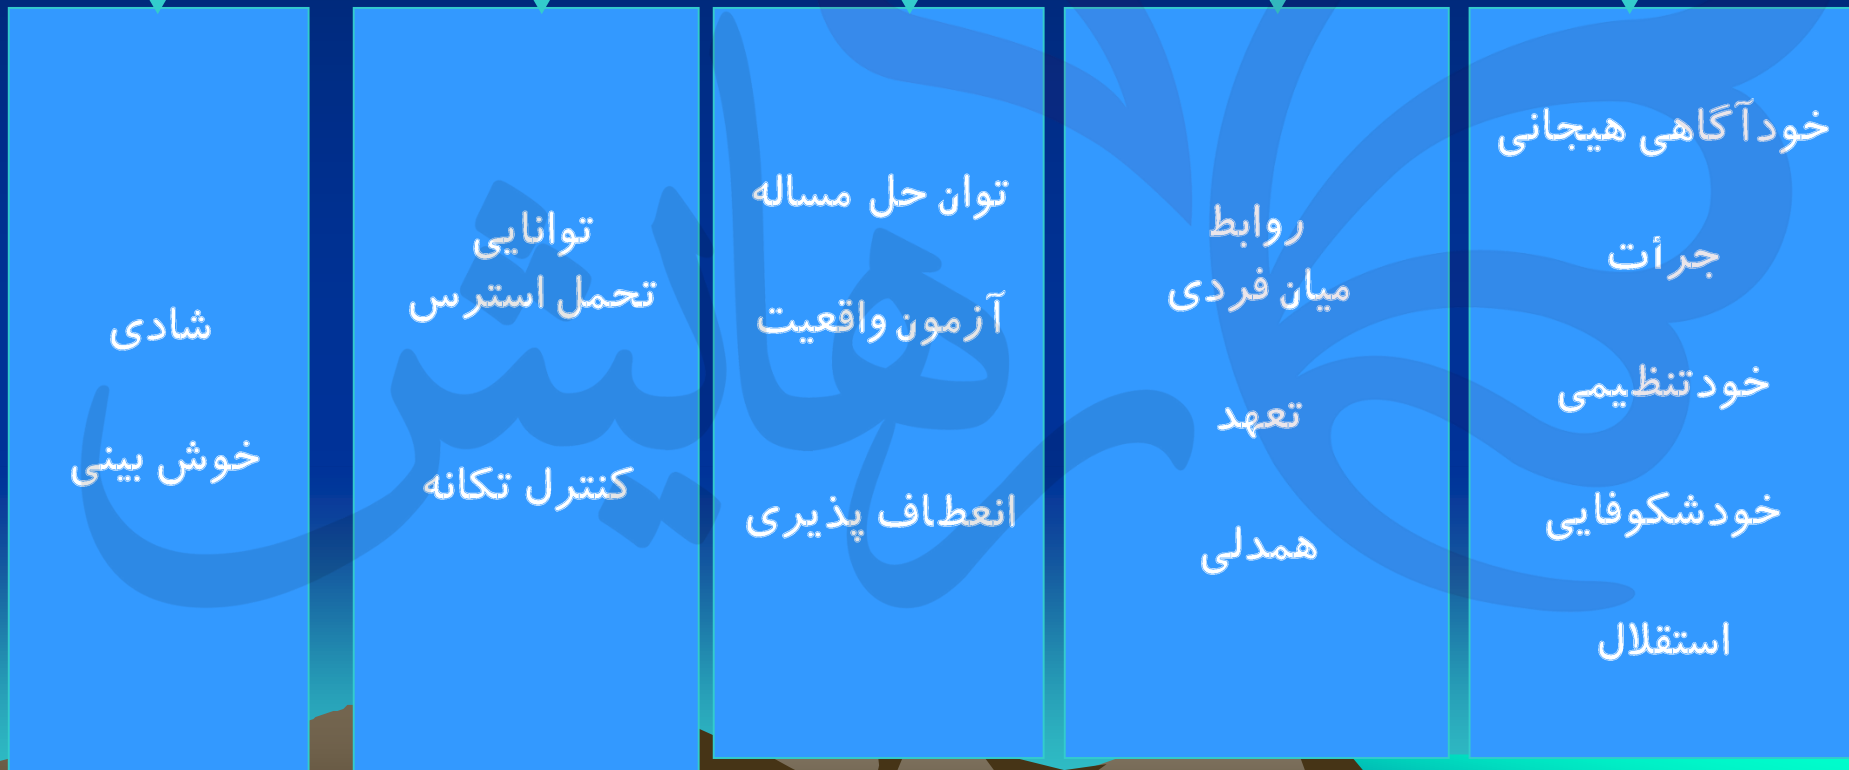 خودآگاهی هیجانی
جرأت
خودتنظیمی
خودشکوفایی
استقلال
روابط
میان فردی
تعهد
همدلی
توان حل مساله
آزمون واقعیت
انعطاف پذیری
توانایی
تحمل استرس
کنترل تکانه
شادی
خوش بینی
رهایش